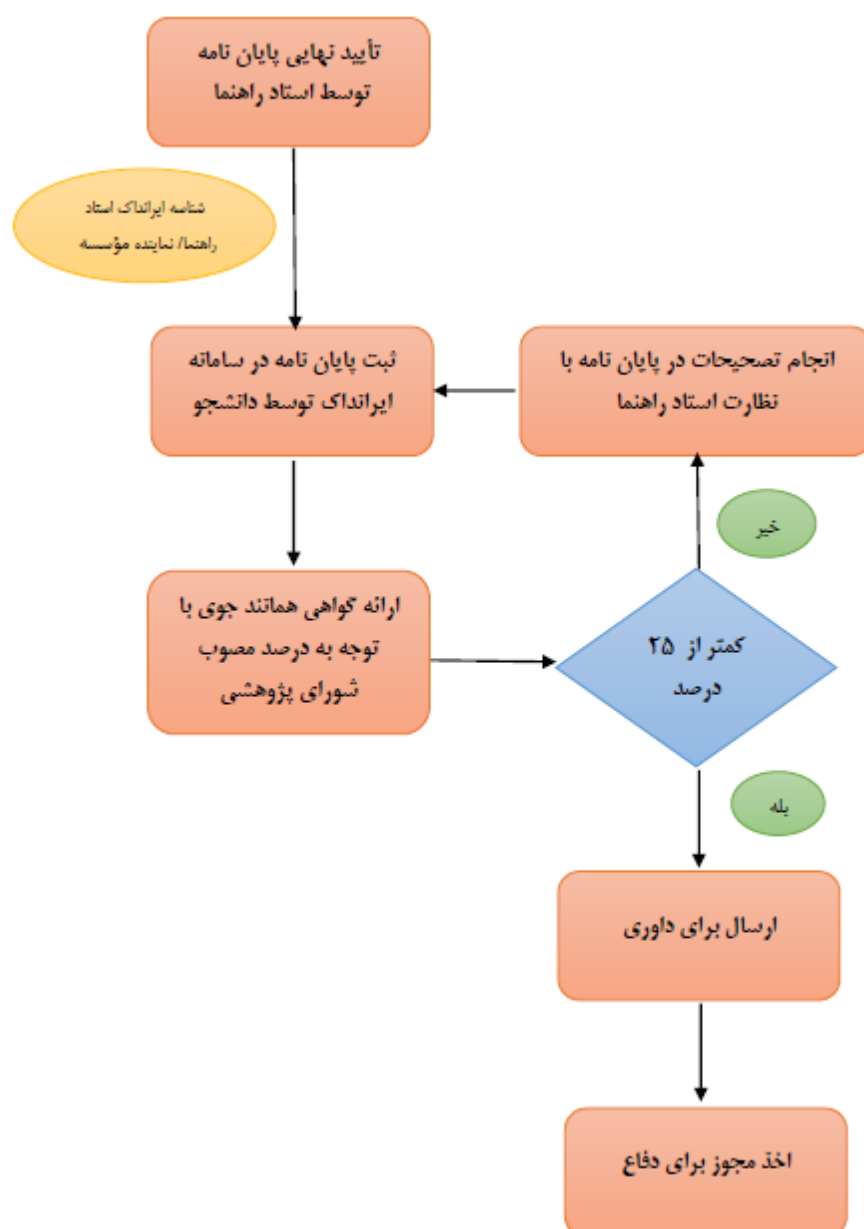 تأیید نهایی پایان نامه
توسط استاد راهنما
شناسه ایرانداک استاد
راهنما/ نماینده مؤسسه
ثبت پایان نامه در سامانه
ایرانداک توسط دانشجو
انجام تصحیحات در پایان نامه با
نظارت استاد راهنما
خیر
ارائه گواهی همانند جوی با
توجه به درصد مصوب
شورای پژوهشی
کمتر از ۲۵
درصد
بله
ارسال برای داوری
اخذ مجوز برای دفاع